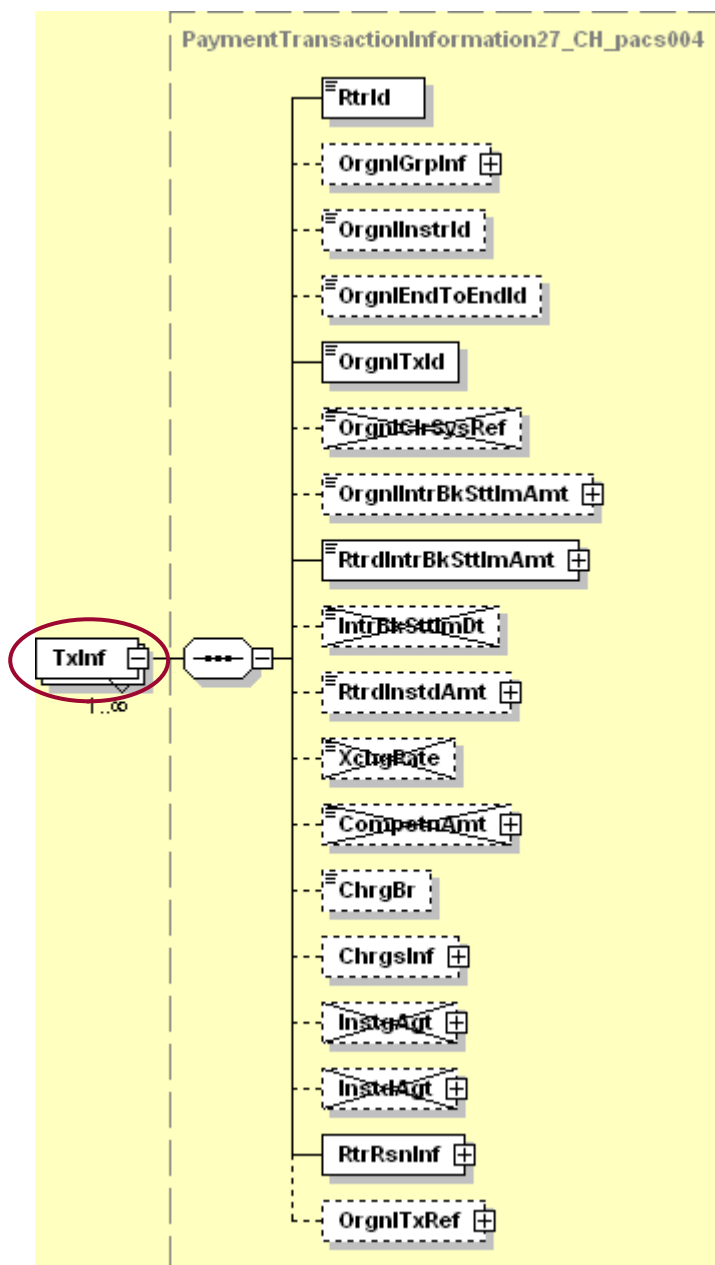 PaymentTransactionInformation27_CH_pacs004
RtrId
OrgnlGrpInf
OrgnlInstrId
OrgnlEndToEndId
OrgnlTxId
OrgnlClrSysRef
OrgnlIntrBkSttlmAmt
RtrdIntrBkSttlmAmt
IntrBkSttlmDt
TxInf
1..∞
RtrdInstdAmt
XchgRate
CompstnAmt
ChrgBr
ChrgsInf
InstgAgt
InstdAgt
RtrRsnInf
OrgnlTxRef